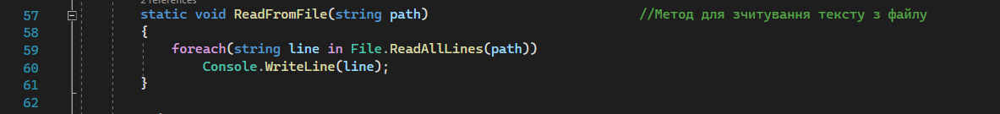 2 references
57 static void ReadFromFile(string path) //Метод для зчитування тексту з файлу
58 {
59 foreach(string line in File.ReadAllLines(path))
60 Console.WriteLine(line);
61 }
62